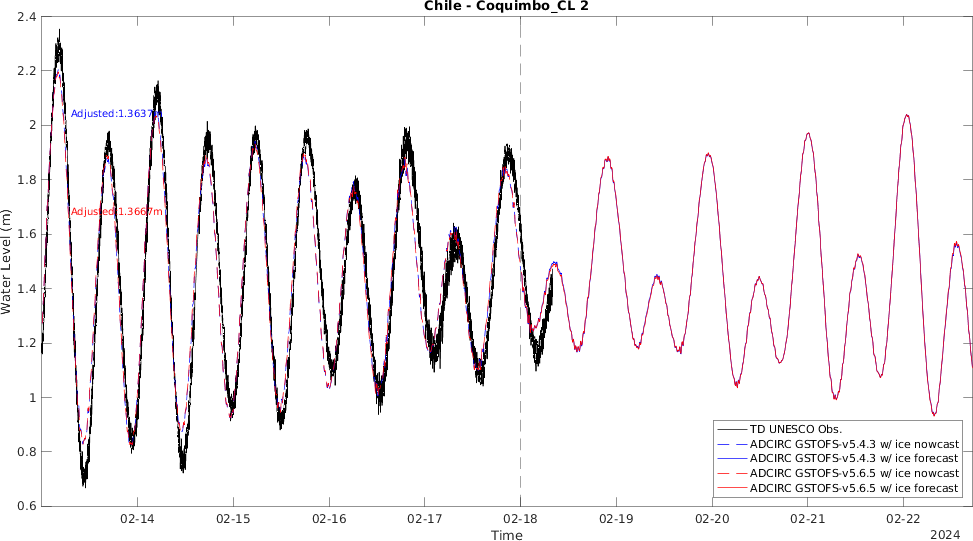 Chile - Coquimbo_CL 2
2.4
2.2
2
1.8
1.6
1.4
1.2
1
0.8
0.6
Water Level (m)
Adjusted:1.3637m
Adjusted:1.3667m
TD UNESCO Obs.
ADCIRC GSTOFS-v5.4.3 w/ ice nowcast
ADCIRC GSTOFS-v5.4.3 w/ ice forecast
ADCIRC GSTOFS-v5.6.5 w/ ice nowcast
ADCIRC GSTOFS-v5.6.5 w/ ice forecast
02-14 02-15 02-16 02-17 02-18 02-19 02-20 02-21 02-22
Time
2024